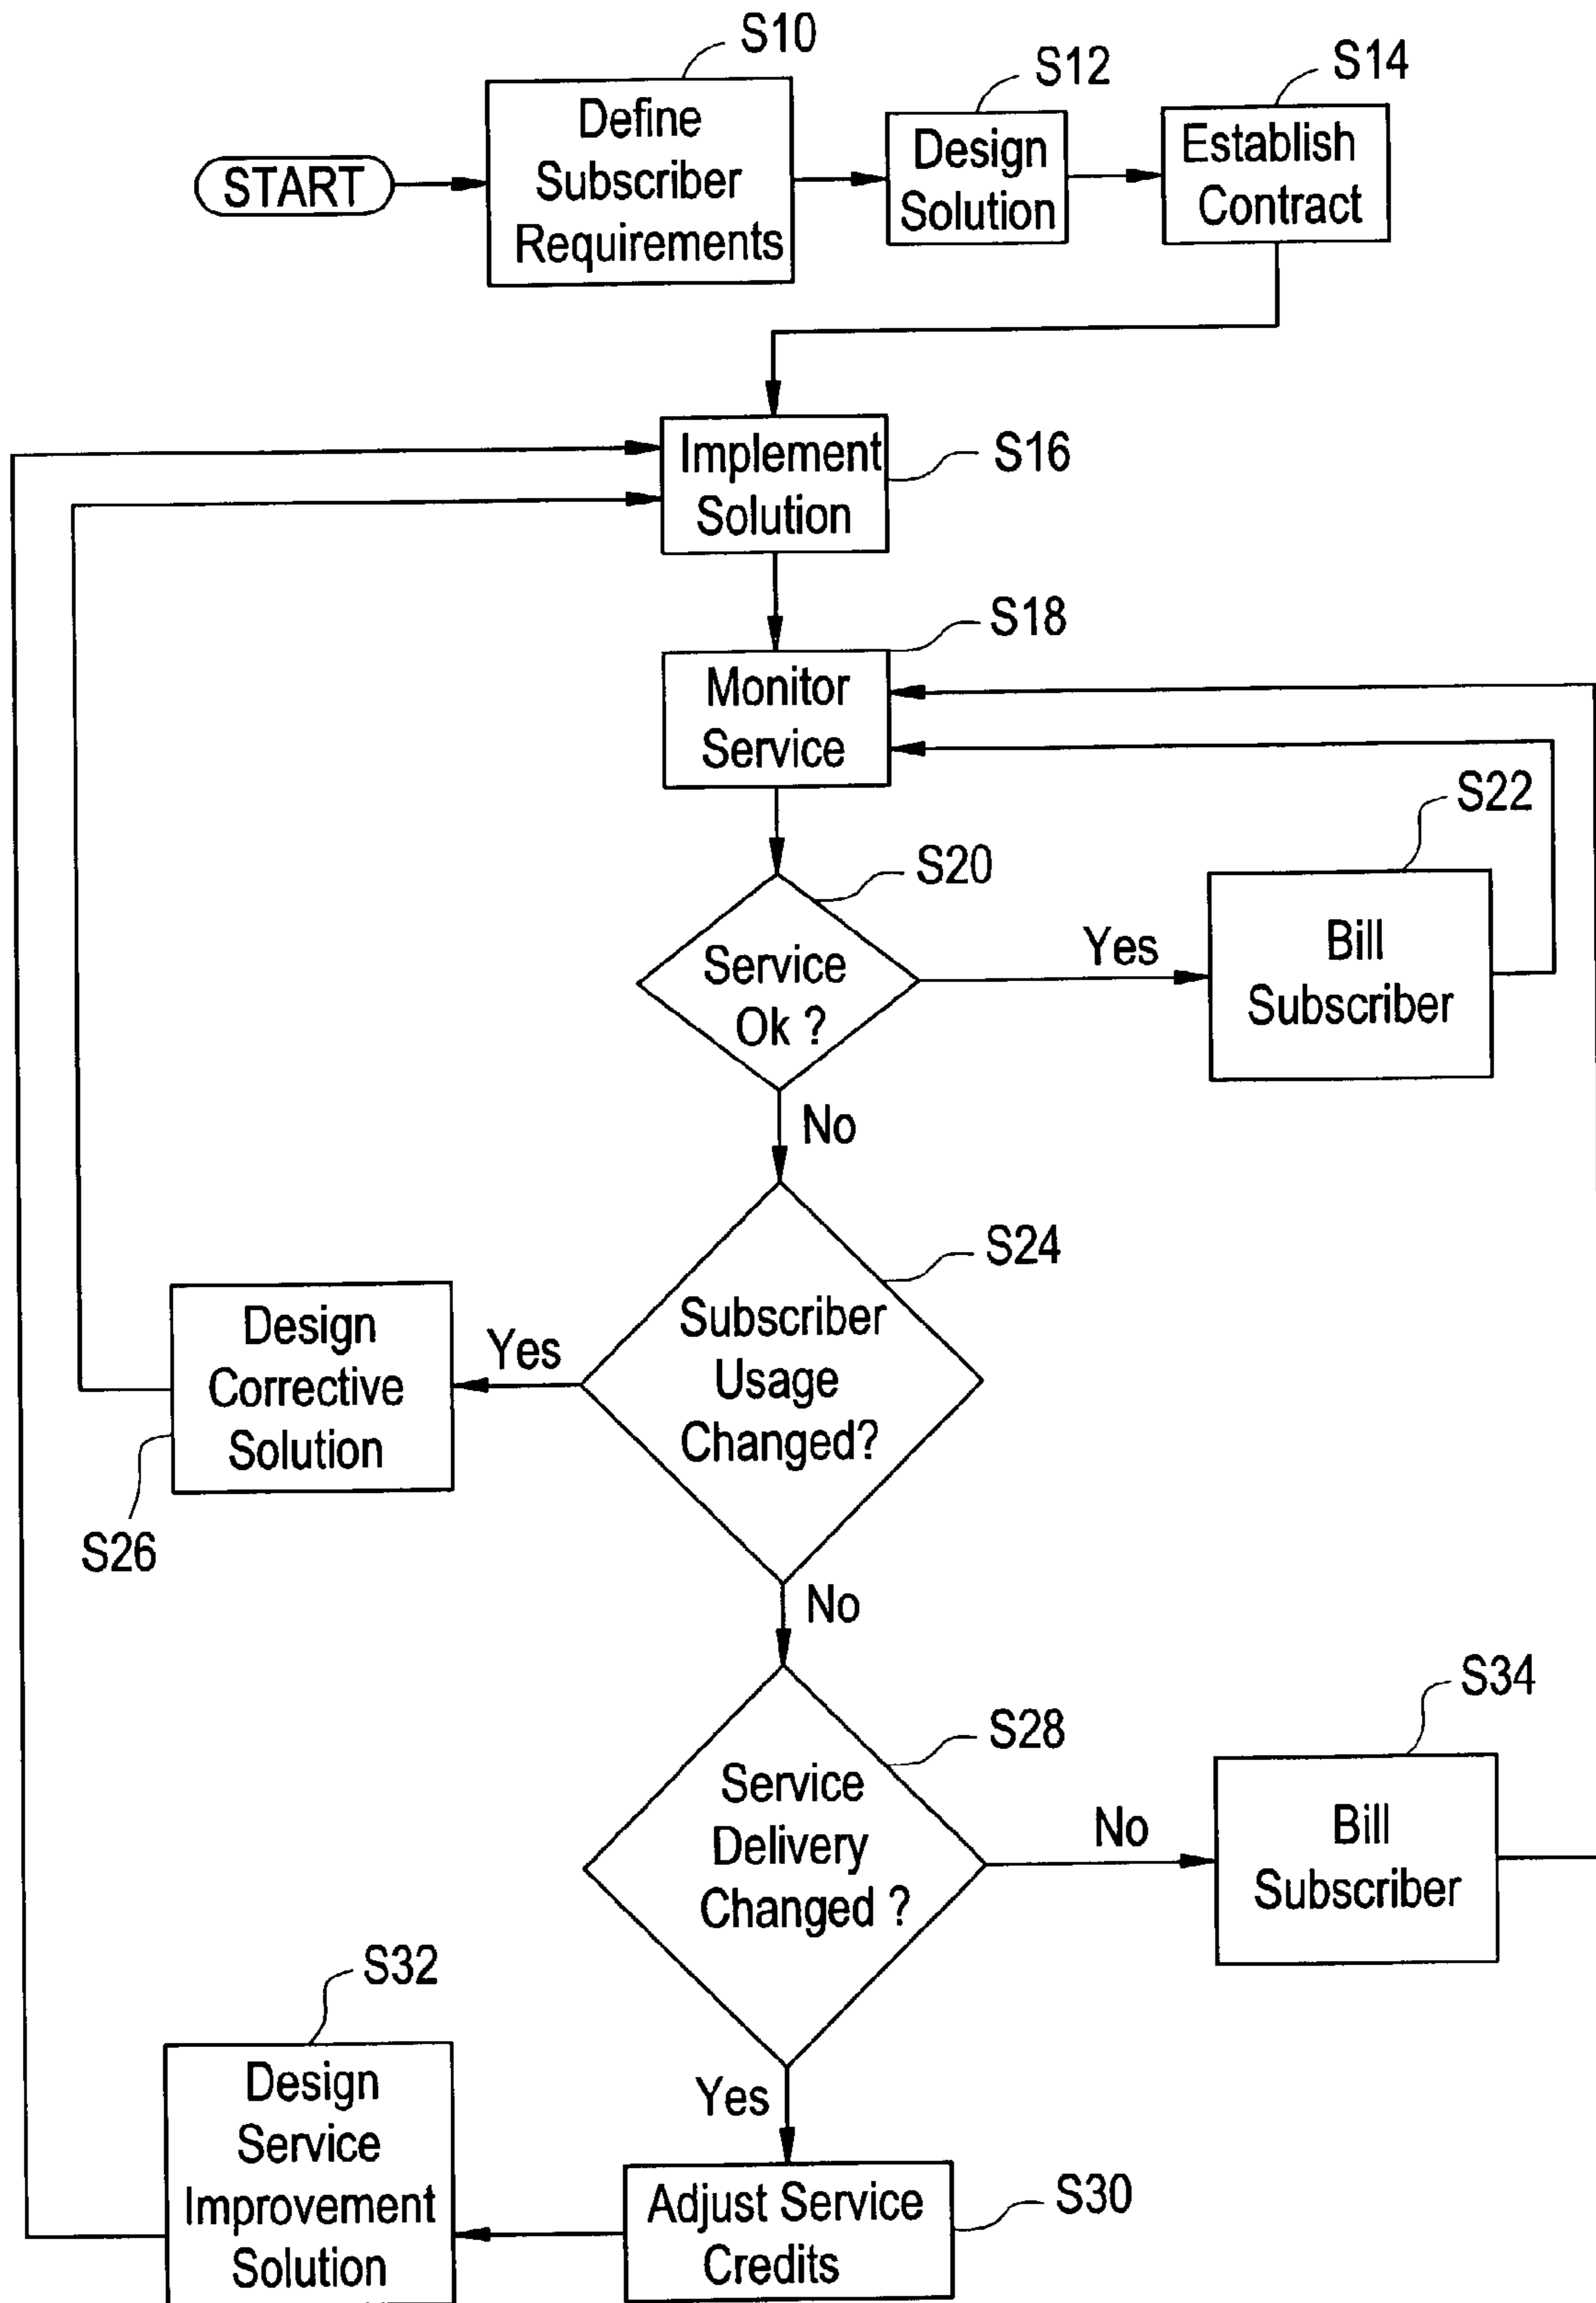 S10
S12
S14
START
Define
Subscriber
Requirements
Design
Solution
Establish
Contract
Implement
Solution
S16
S18
Monitor
Service
S22
S20
Service
Ok ?
Yes
Bill
Subscriber
No
S24
Subscriber
Usage
Changed?
Yes
Design
Corrective
Solution
S26
No
S34
S28
Service
Delivery
Changed ?
No
Bill
Subscriber
S32
Yes
Design
Service
Improvement
Solution
Adjust Service
Credits
S30